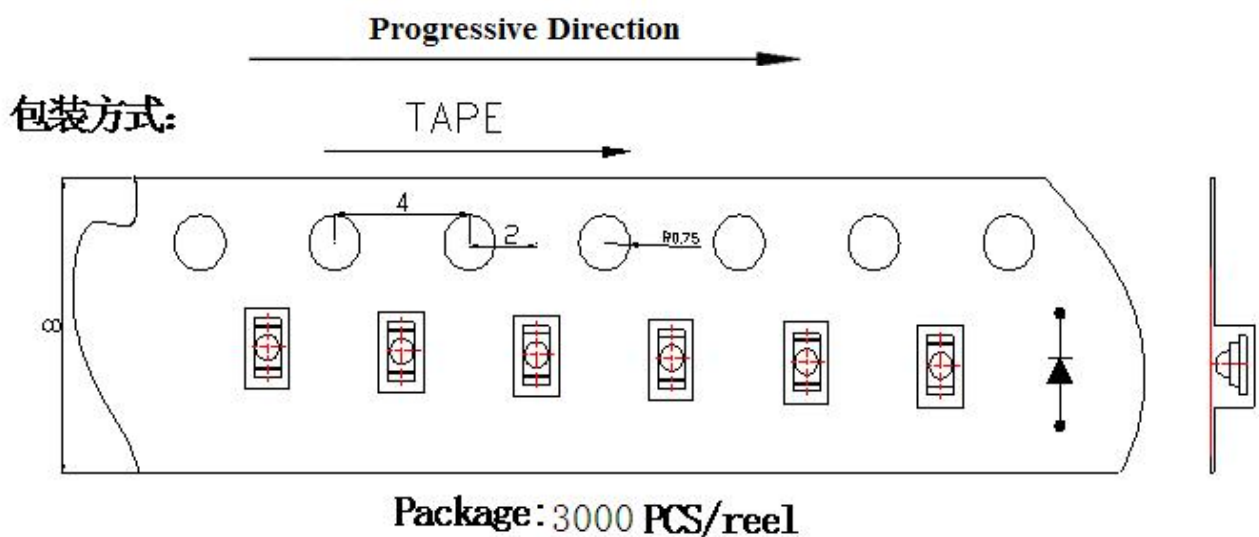 Progressive Direction
包装方式:
TAPE
4
2
R0.75
8
Package: 3000 PCS/reel